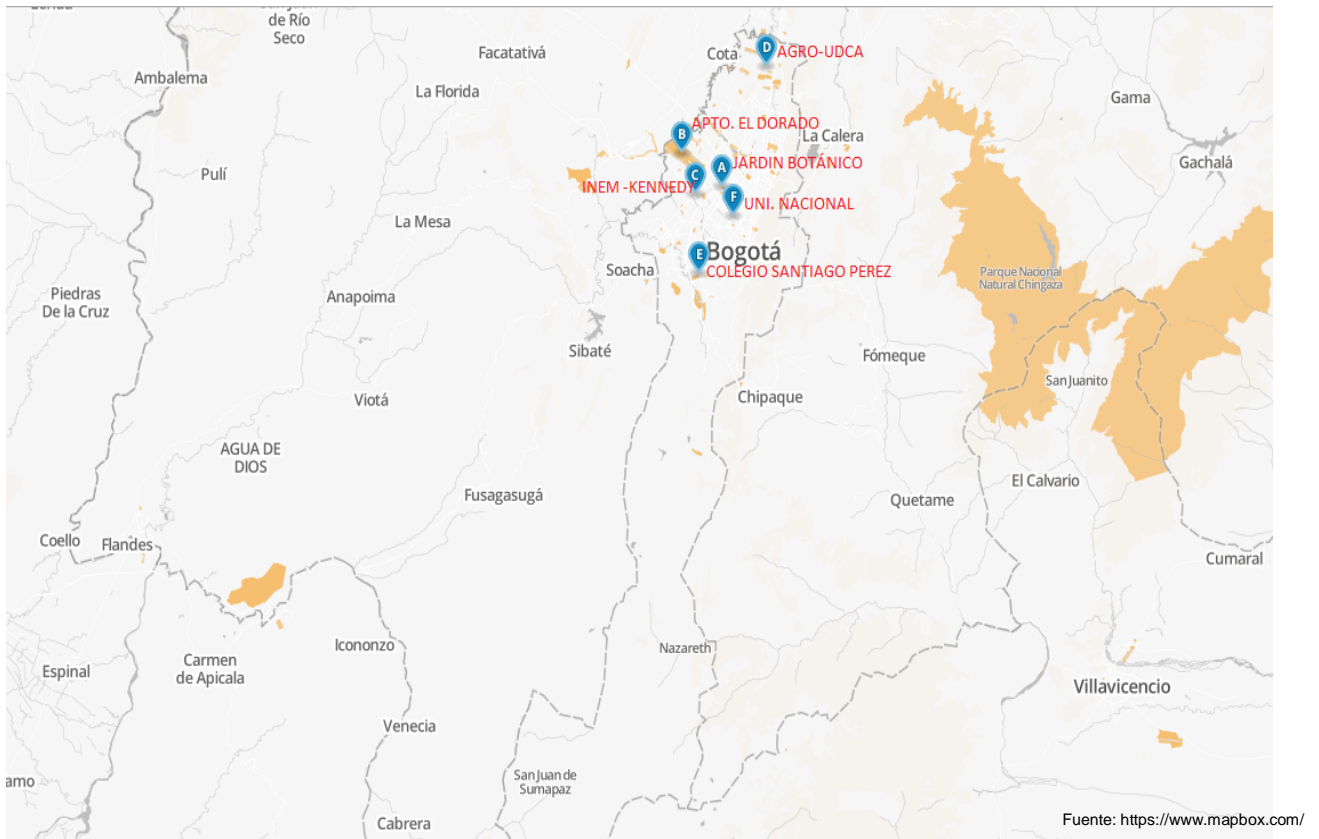 de Río
Seco
Facatativá
Cota
D
AGRO-UDCA
Ambalema
La Florida
Gama
B
APTO. EL DORADO
La Calera
Pulí
A
JARDIN BOTÁNICO
Gachalá
C
INEM -KENNEDY
F
UNI. NACIONAL
La Mesa
E
Bogotá
Soacha
COLEGIO SANTIAGO PEREZ
Parque Nacional
Natural Chingaza
Piedras
De la Cruz
Anapoima
Sibaté
Fómeque
San Juanito
Viotá
Chipaque
AGUA DE
DIOS
Fusagasugá
El Calvario
Quetame
Coello
Flandes
Cumaral
Iconozo
Nazareth
Espinal
Carmen
de Apicala
Villavicencio
Venecia
San Juan de
Sumapaz
amo
Cabrera
Fuente: https://www.mapbox.com/